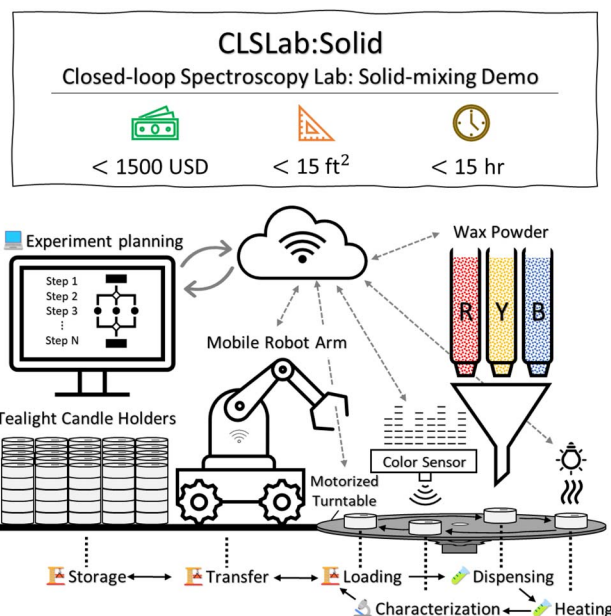 CLSLab:Solid
Closed-loop Spectroscopy Lab: Solid-mixing Demo
< 1500 USD
< 15 ft²
< 15 hr
Experiment planning
Wax Powder
Step 1
Step 2
Step 3
⋮
Step N
R Y B
Mobile Robot Arm
Tealight Candle Holders
Color Sensor
Motorized
Turntable
Storage
Transfer
Loading
Dispensing
Characterization
Heating